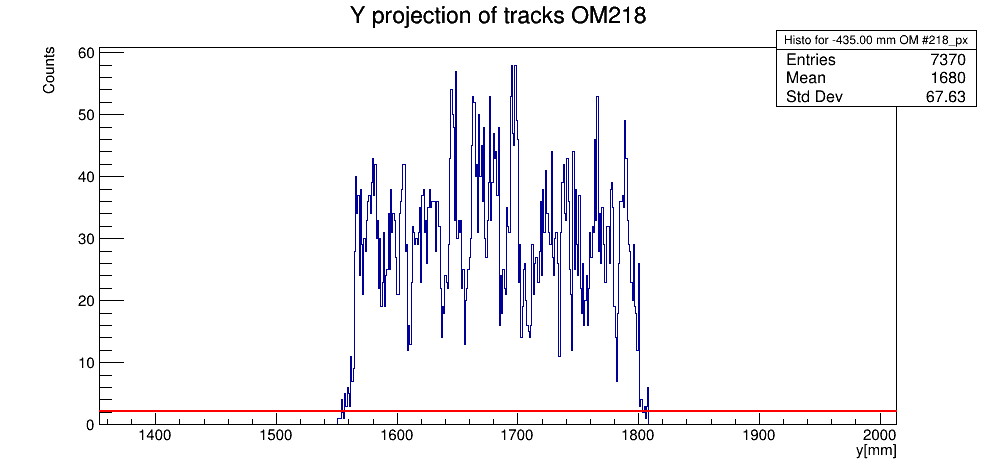 Y projection of tracks OM218
Histo for -435.00 mm OM #218_px
Entries 7370
Mean 1680
Std Dev 67.63
Counts
60
50
40
30
20
10
0
1400 1500 1600 1700 1800 1900 2000
y[mm]